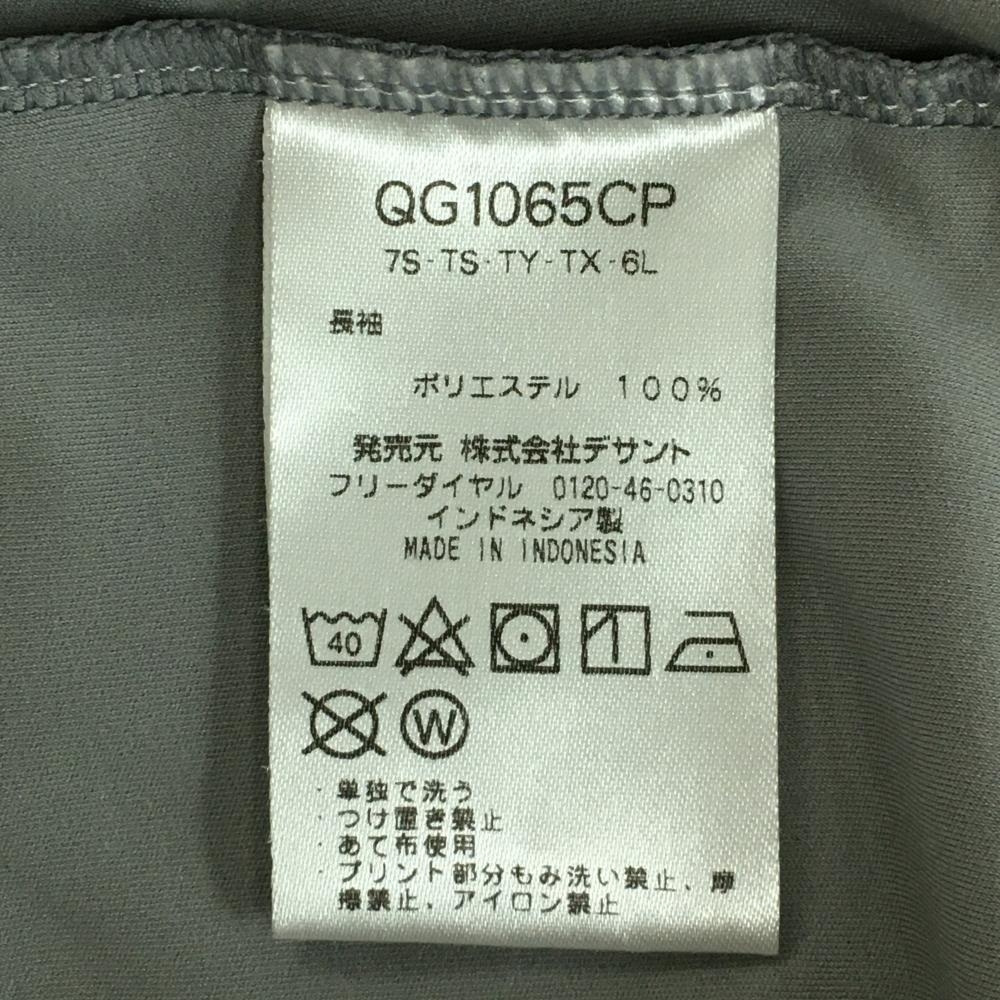 QG1065CP
7S-TS-TY-TX-6L
長袖
ポリエステル 100%
発売元 株式会社デサント
フリーダイヤル 0120-46-0310
インドネシア製
MADE IN INDONESIA
40
W
・単独で洗う
・つけ置き禁止
・あて布使用
・プリント部分もみ洗い禁止、摩
擦禁止、アイロン禁止